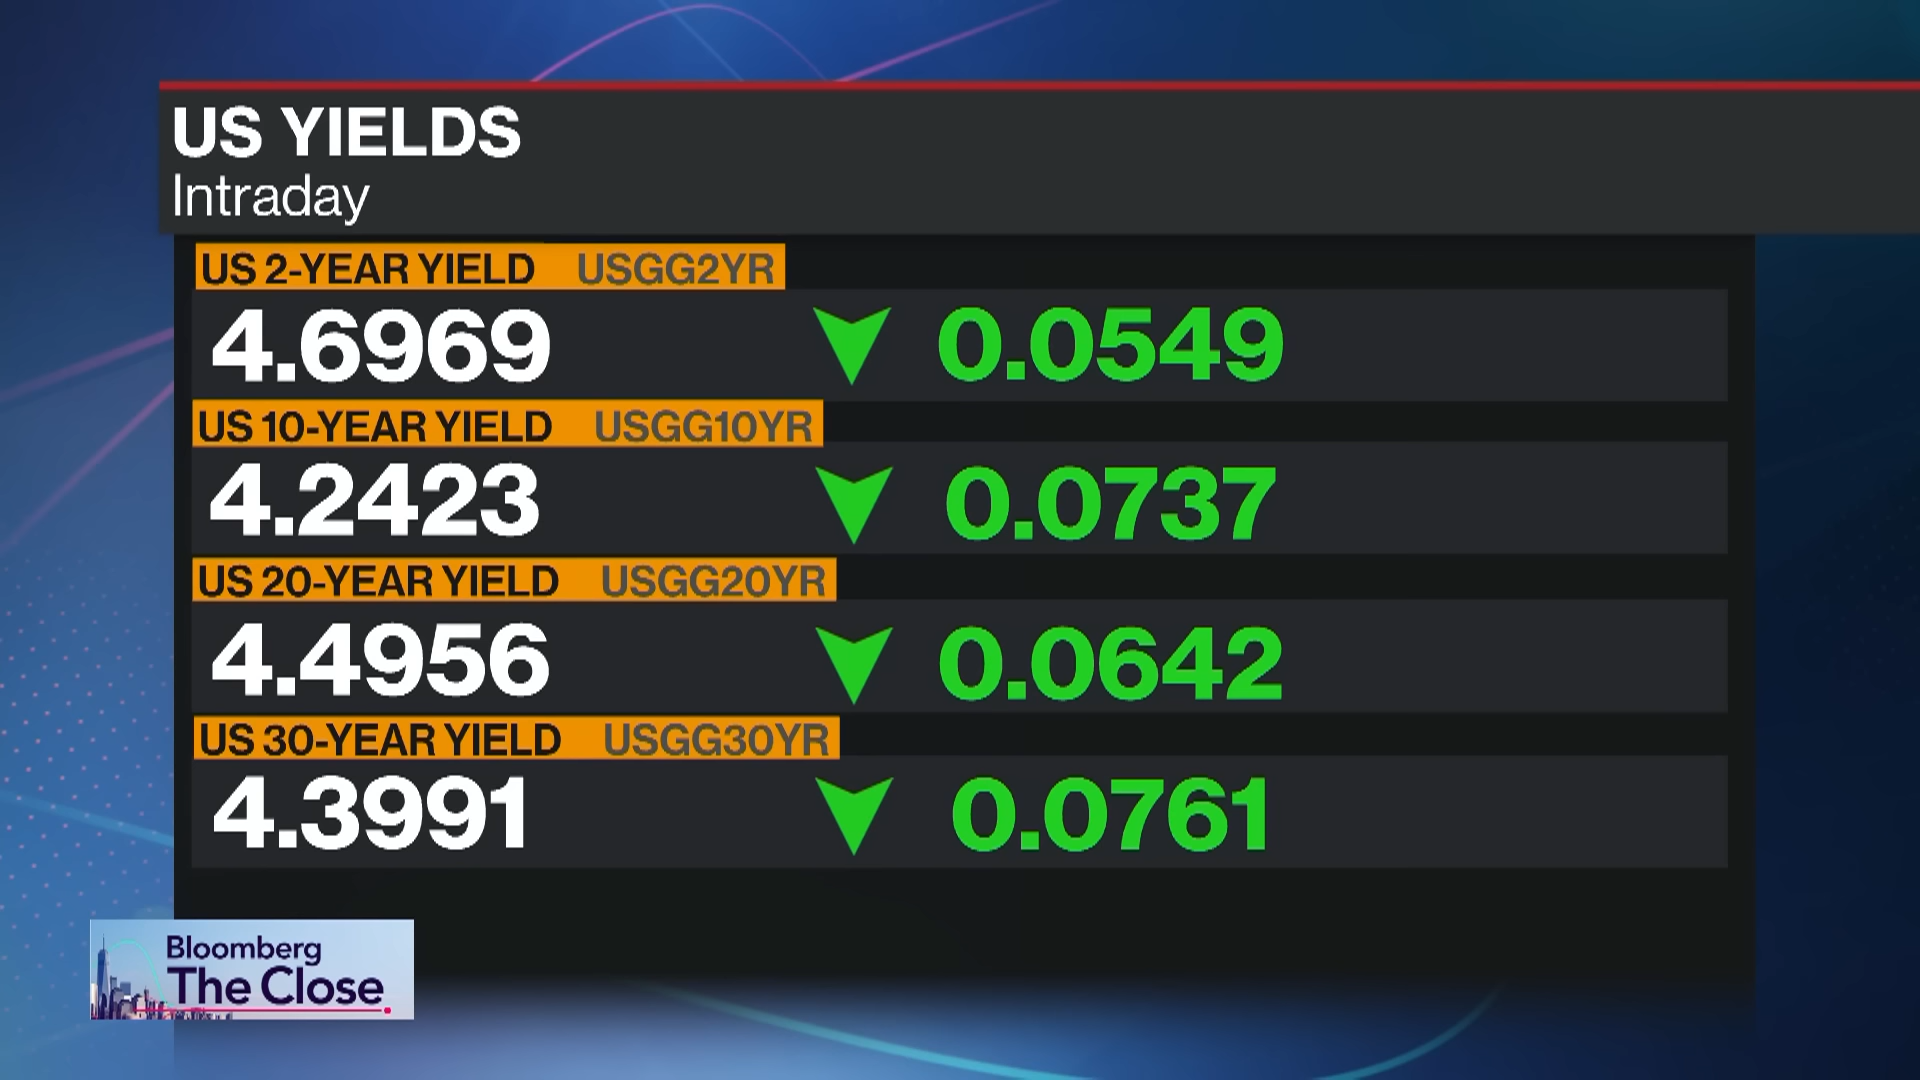 US YIELDS
Intraday
US 2-YEAR YIELD USGG2YR
4.6969 0.0549
US 10-YEAR YIELD USGG10YR
4.2423 0.0737
US 20-YEAR YIELD USGG20YR
4.4956 0.0642
US 30-YEAR YIELD USGG30YR
4.3991 0.0761
Bloomberg
The Close